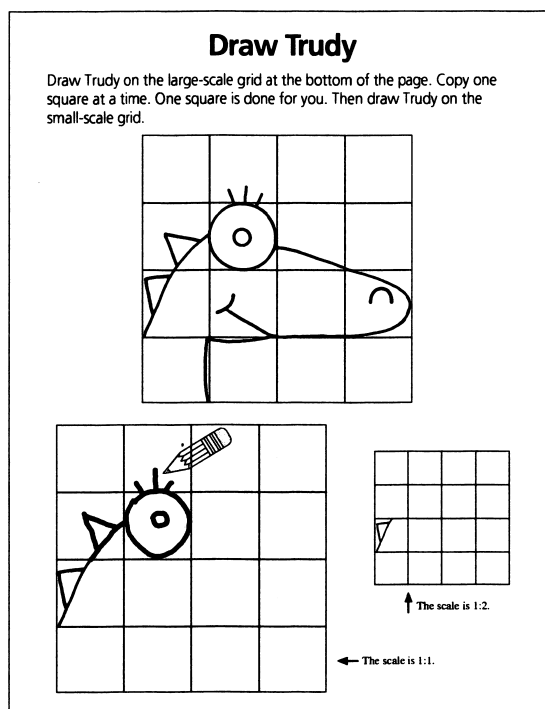 Draw Trudy
Draw Trudy on the large-scale grid at the bottom of the page. Copy one
square at a time. One square is done for you. Then draw Trudy on the
small-scale grid.
The scale is 1:2.
The scale is 1:1.